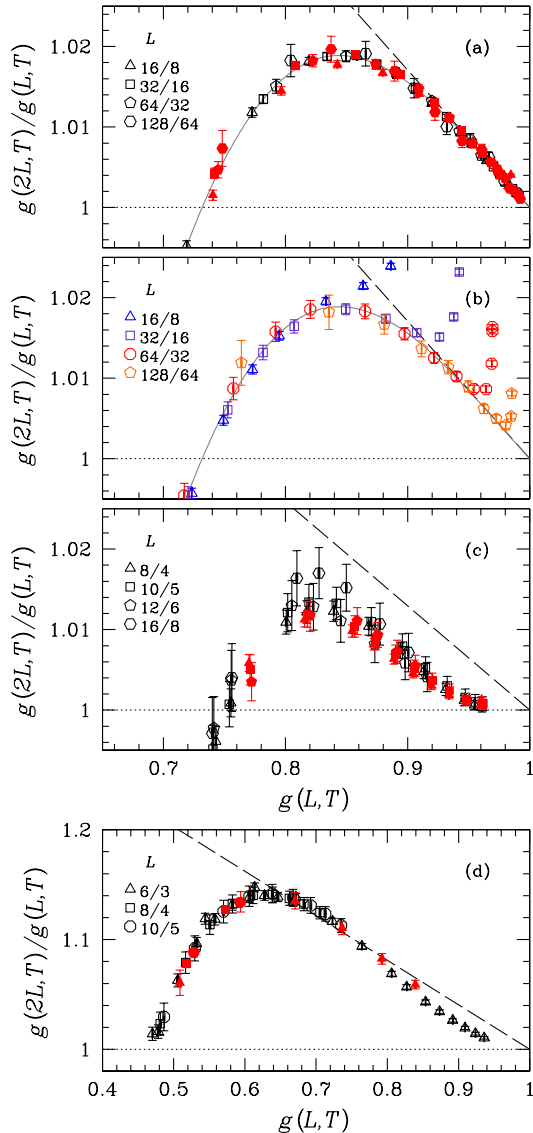 g(2L,T)/g(L,T)
1.02
1.01
1
(a)
L
16/8
32/16
64/32
128/64
g(2L,T)/g(L,T)
1.02
1.01
1
(b)
L
16/8
32/16
64/32
128/64
g(2L,T)/g(L,T)
1.02
1.01
1
(c)
L
8/4
10/5
12/6
16/8
0.7 0.8 0.9 1
g(L,T)
g(2L,T)/g(L,T)
1.2
1.1
1
(d)
L
6/3
8/4
10/5
0.4 0.5 0.6 0.7 0.8 0.9 1
g(L,T)